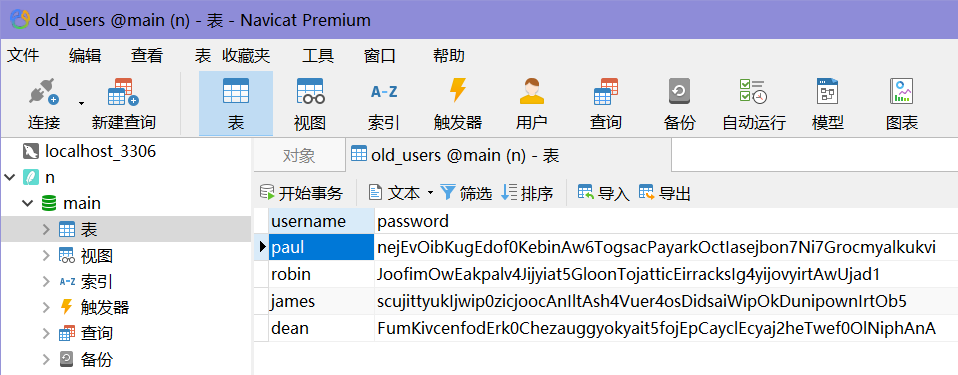 old_users @main (n) - 表 - Navicat Premium
文件 编辑 查看 表 收藏夹 工具 窗口 帮助
连接 新建查询 表 视图 索引 触发器 用户 查询 备份 自动运行 模型 图表
localhost_3306
n
main
表
视图
索引
触发器
查询
备份
对象 old_users @main (n) - 表
开始事务 文本 筛选 排序 导入 导出
username password
paul nejEvOibKugEdof0KebinAw6TogsacPayarkOctIasejbon7Ni7Grocmyalkukvi
robin JoofimOwEakpalv4Jijyiat5GloonTojatticEirracksIg4yijovyirtAwUjad1
james scujittyukIjwip0zicjoocAnIltAsh4Vuer4osDidsaiWipOkDunipownIrtOb5
dean FumKivcenfodErk0Chezauggyokyait5fojEpCayclEcyaj2heTwef0OlNiphAnA